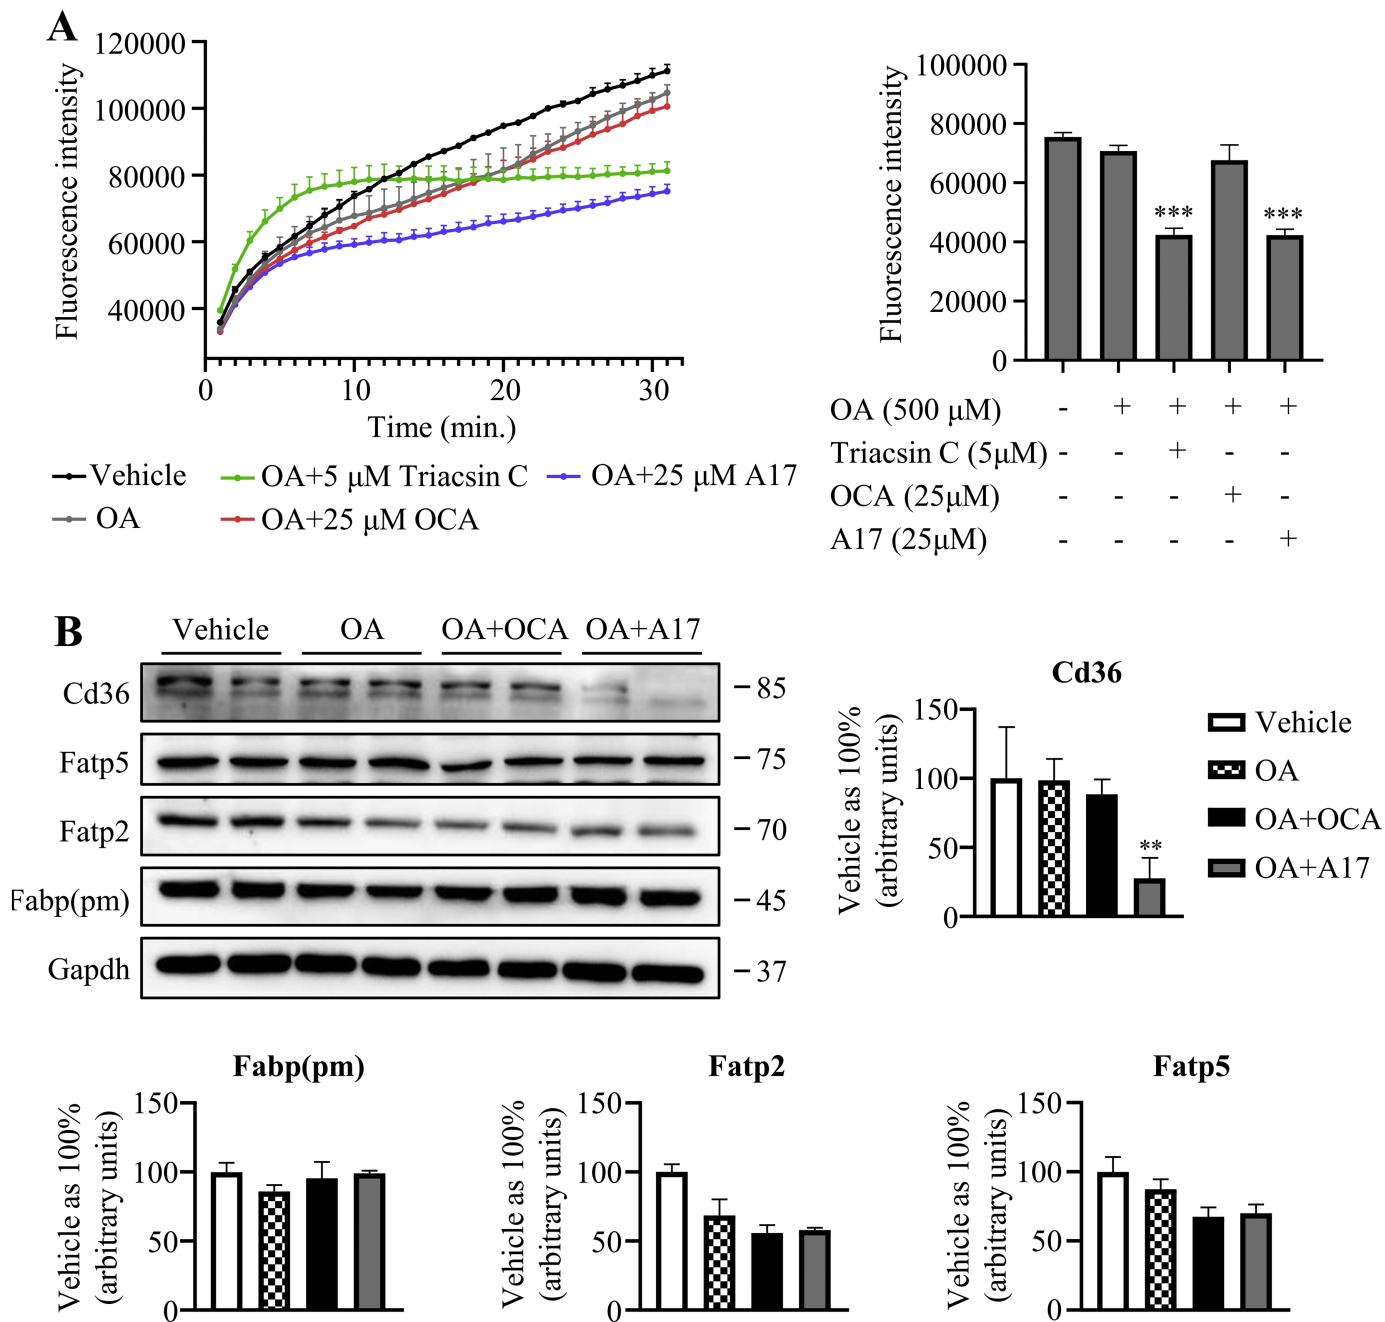 A
Fluorescence intensity
120000
100000
80000
60000
40000
0 10 20 30
Time (min.)
Vehicle OA+5 μM Triacsin C OA+25 μM A17
OA OA+25 μM OCA
Fluorescence intensity
100000
80000
60000
40000
20000
0
*** ***
OA (500 μM) - + + + +
Triacsin C (5μM) - - + - -
OCA (25μM) - - - + -
A17 (25μM) - - - - +
B
Vehicle OA OA+OCA OA+A17
Cd36 -85
Fatp5 -75
Fatp2 -70
Fabp(pm) -45
Gapdh -37
Cd36
Vehicle as 100%
(arbitrary units)
150
100
50
0
**
Vehicle
OA
OA+OCA
OA+A17
Fabp(pm)
Vehicle as 100%
(arbitrary units)
150
100
50
0
Fatp2
Vehicle as 100%
(arbitrary units)
150
100
50
0
Fatp5
Vehicle as 100%
(arbitrary units)
150
100
50
0